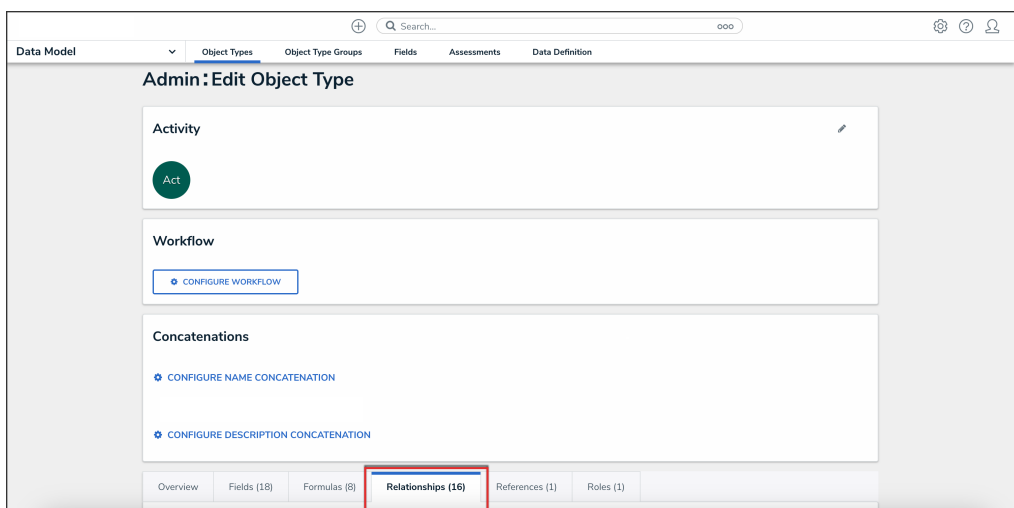 Search...
ooo
Data Model
Object Types
Object Type Groups
Fields
Assessments
Data Definition
Admin:Edit Object Type
Activity
Act
Workflow
CONFIGURE WORKFLOW
Concatenations
CONFIGURE NAME CONCATENATION
CONFIGURE DESCRIPTION CONCATENATION
Overview
Fields (18)
Formulas (8)
Relationships (16)
References (1)
Roles (1)